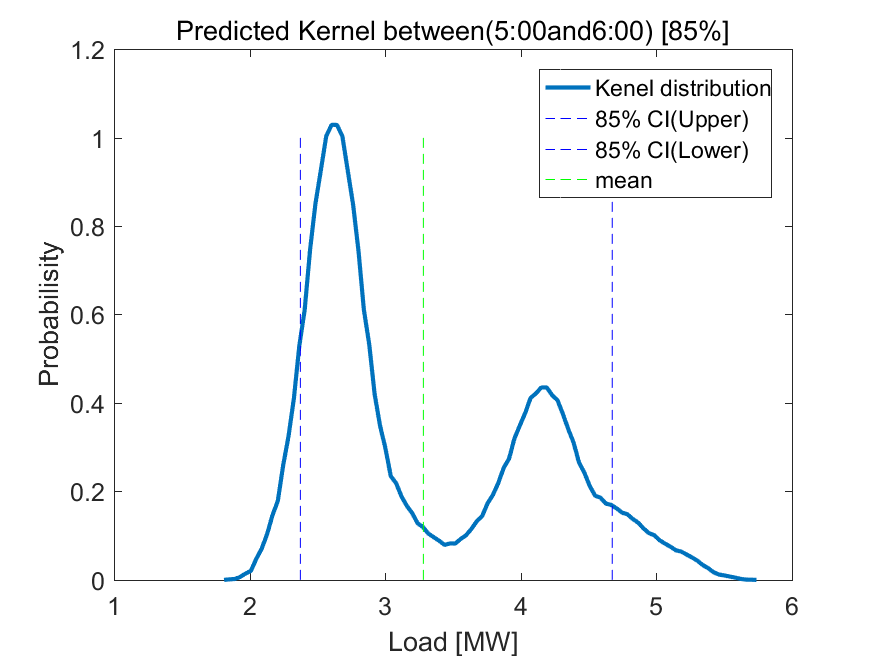 Predicted Kernel between(5:00and6:00) [85%]
1.2
1
0.8
0.6
0.4
0.2
0
Probabilisity
Kenel distribution
85% CI(Upper)
85% CI(Lower)
mean
1 2 3 4 5 6
Load [MW]